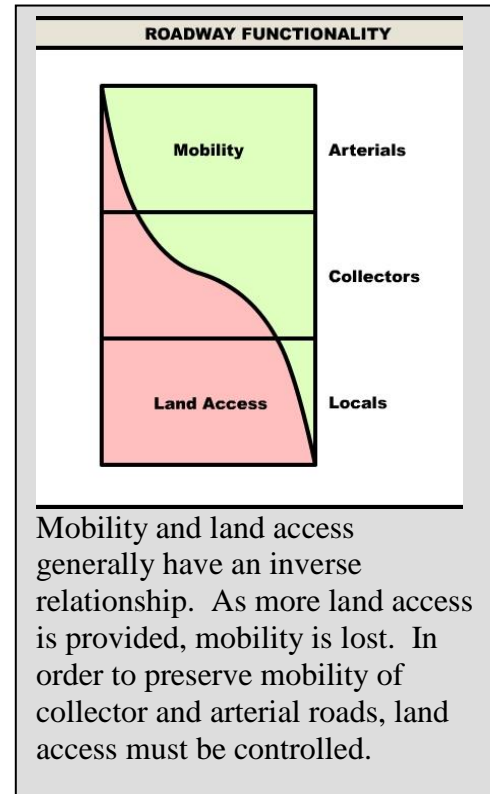 ROADWAY FUNCTIONALITY
Mobility
Arterials
Collectors
Land Access
Locals
Mobility and land access
generally have an inverse
relationship.  As more land access
is provided, mobility is lost.  In
order to preserve mobility of
collector and arterial roads, land
access must be controlled.